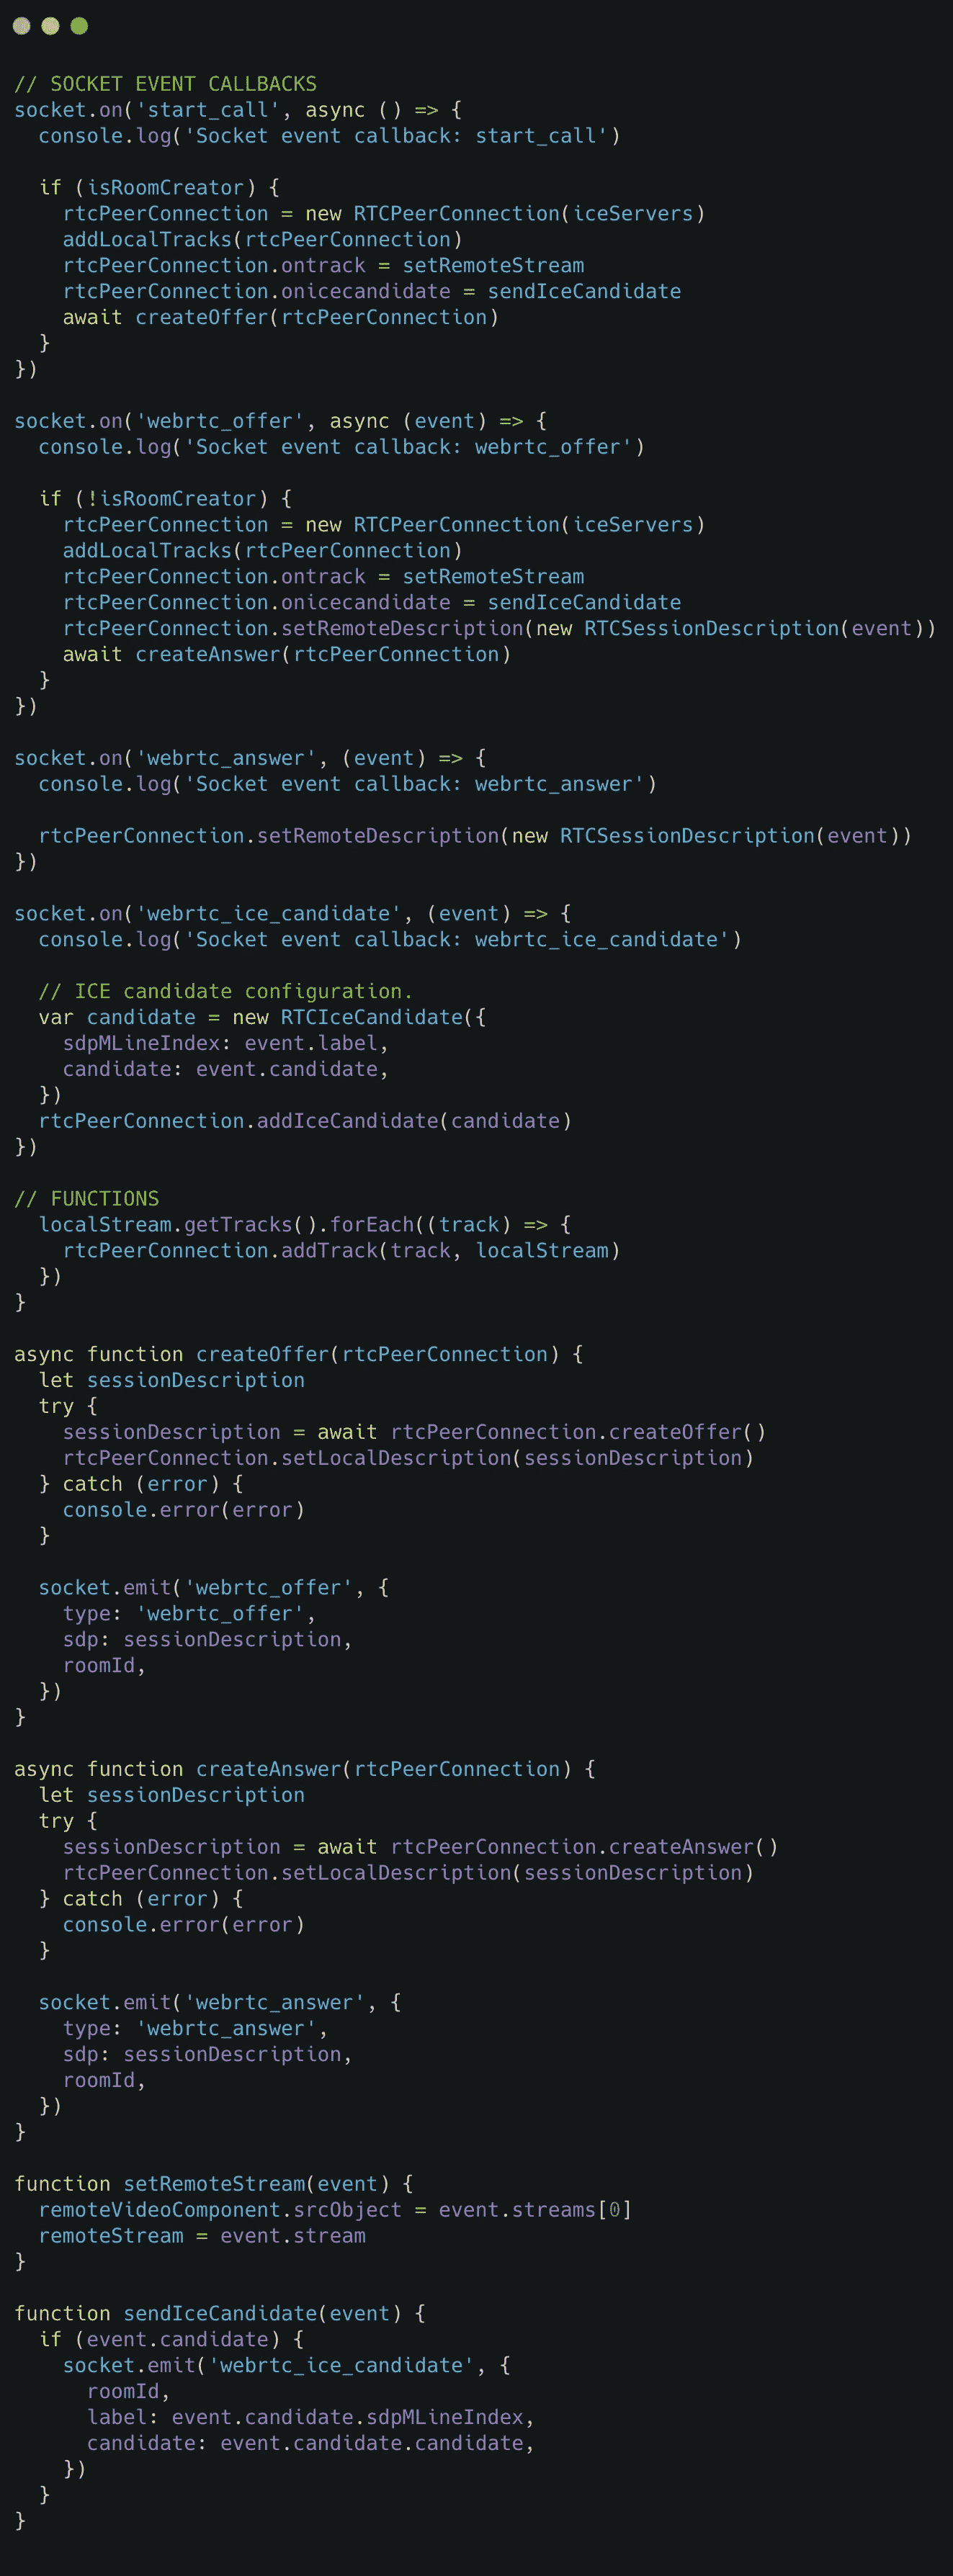 // SOCKET EVENT CALLBACKS
socket.on('start_call', async () => {
  console.log('Socket event callback: start_call')

  if (isRoomCreator) {
    rtcPeerConnection = new RTCPeerConnection(iceServers)
    addLocalTracks(rtcPeerConnection)
    rtcPeerConnection.ontrack = setRemoteStream
    rtcPeerConnection.onicecandidate = sendIceCandidate
    await createOffer(rtcPeerConnection)
  }
})

socket.on('webrtc_offer', async (event) => {
  console.log('Socket event callback: webrtc_offer')

  if (!isRoomCreator) {
    rtcPeerConnection = new RTCPeerConnection(iceServers)
    addLocalTracks(rtcPeerConnection)
    rtcPeerConnection.ontrack = setRemoteStream
    rtcPeerConnection.onicecandidate = sendIceCandidate
    rtcPeerConnection.setRemoteDescription(new RTCSessionDescription(event))
    await createAnswer(rtcPeerConnection)
  }
})

socket.on('webrtc_answer', (event) => {
  console.log('Socket event callback: webrtc_answer')

  rtcPeerConnection.setRemoteDescription(new RTCSessionDescription(event))
})

socket.on('webrtc_ice_candidate', (event) => {
  console.log('Socket event callback: webrtc_ice_candidate')

  // ICE candidate configuration.
  var candidate = new RTCIceCandidate({
    sdpMLineIndex: event.label,
    candidate: event.candidate,
  })
  rtcPeerConnection.addIceCandidate(candidate)
})

// FUNCTIONS
  localStream.getTracks().forEach((track) => {
    rtcPeerConnection.addTrack(track, localStream)
  })
}

async function createOffer(rtcPeerConnection) {
  let sessionDescription
  try {
    sessionDescription = await rtcPeerConnection.createOffer()
    rtcPeerConnection.setLocalDescription(sessionDescription)
  } catch (error) {
    console.error(error)
  }

  socket.emit('webrtc_offer', {
    type: 'webrtc_offer',
    sdp: sessionDescription,
    roomId,
  })
}

async function createAnswer(rtcPeerConnection) {
  let sessionDescription
  try {
    sessionDescription = await rtcPeerConnection.createAnswer()
    rtcPeerConnection.setLocalDescription(sessionDescription)
  } catch (error) {
    console.error(error)
  }

  socket.emit('webrtc_answer', {
    type: 'webrtc_answer',
    sdp: sessionDescription,
    roomId,
  })
}

function setRemoteStream(event) {
  remoteVideoComponent.srcObject = event.streams[0]
  remoteStream = event.stream
}

function sendIceCandidate(event) {
  if (event.candidate) {
    socket.emit('webrtc_ice_candidate', {
      roomId,
      label: event.candidate.sdpMLineIndex,
      candidate: event.candidate.candidate,
    })
  }
}